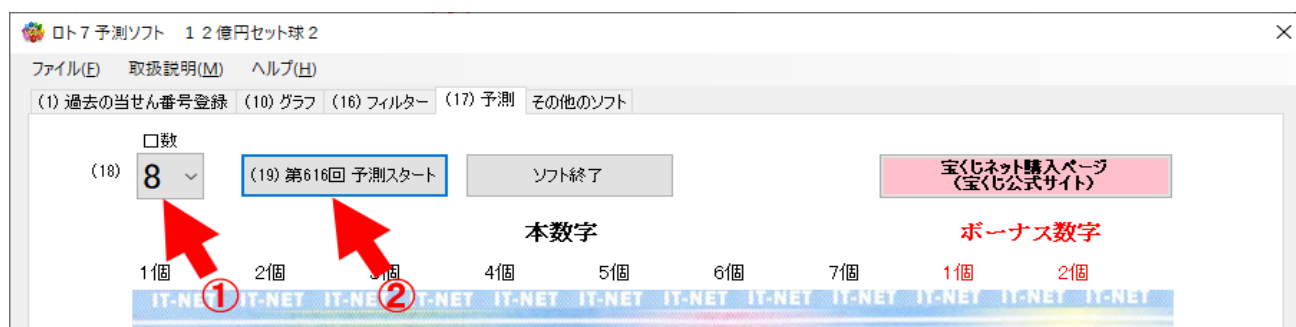 ロト7予測ソフト　１２億円セット球2
ファイル(F) 取扱説明(M) ヘルプ(H)
(1) 過去の当せん番号登録 (10) グラフ (16) フィルター (17) 予測 その他のソフト
口数
(18) 8 (19) 第616回 予測スタート ソフト終了 宝くじネット購入ページ
（宝くじ公式サイト）
本数字 ボーナス数字
1個 2個 3個 4個 5個 6個 7個 1個 2個
① ②
IT-NET IT-NET IT-NET IT-NET IT-NET IT-NET IT-NET IT-NET IT-NET IT-NET IT-NET IT-NET